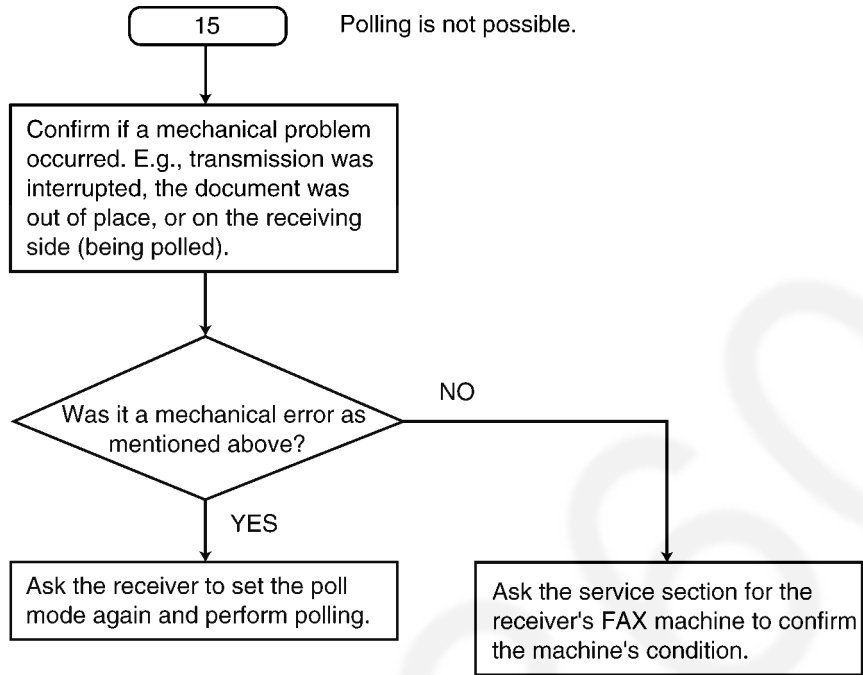 15
Polling is not possible.
Confirm if a mechanical problem
occurred. E.g., transmission was
interrupted, the document was
out of place, or on the receiving
side (being polled).
Was it a mechanical error as
mentioned above?
NO
YES
Ask the receiver to set the poll
mode again and perform polling.
Ask the service section for the
receiver's FAX machine to confirm
the machine's condition.